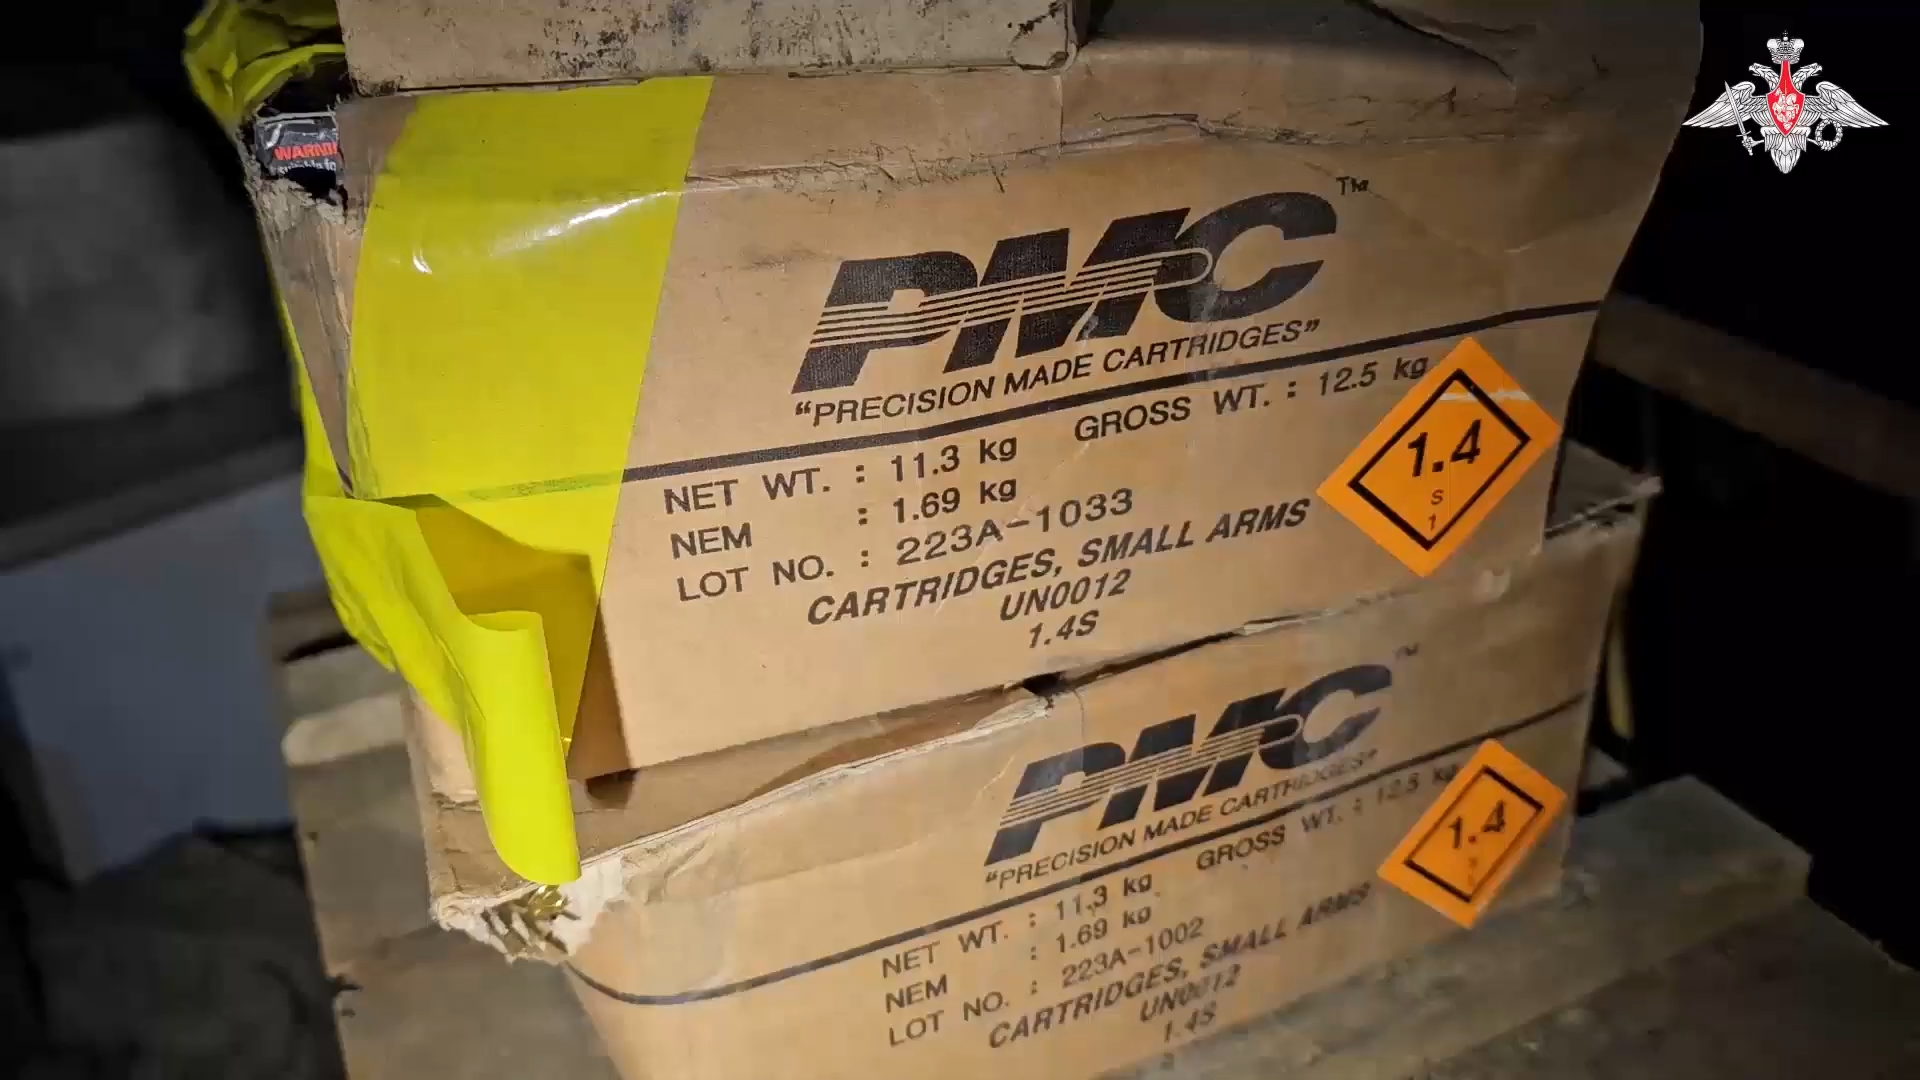 WARNI
PMC™
"PRECISION MADE CARTRIDGES"
NET WT. : 11.3 kg GROSS WT. : 12.5 kg
NEM : 1.69 kg
LOT NO. : 223A-1033
CARTRIDGES, SMALL ARMS
UN0012
1.4S
1.4
S
1
PMC™
"PRECISION MADE CARTRIDGES"
NET WT. : 11.3 kg GROSS WT. : 12.5 kg
NEM : 1.69 kg
LOT NO. : 223A-1002
CARTRIDGES, SMALL ARMS
UN0012
1.4S
1.4